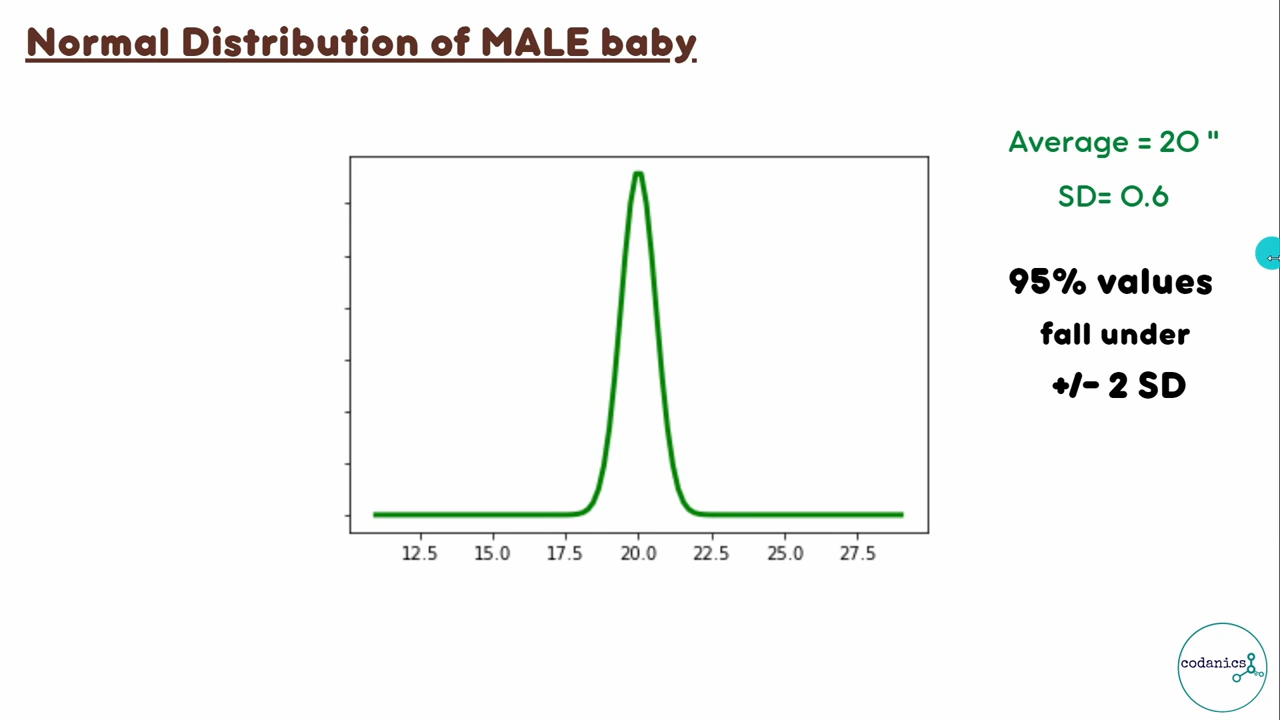 Normal Distribution of MALE baby
Average = 20 "
SD= 0.6
95% values
fall under
+/- 2 SD
12.5 15.0 17.5 20.0 22.5 25.0 27.5
codanics